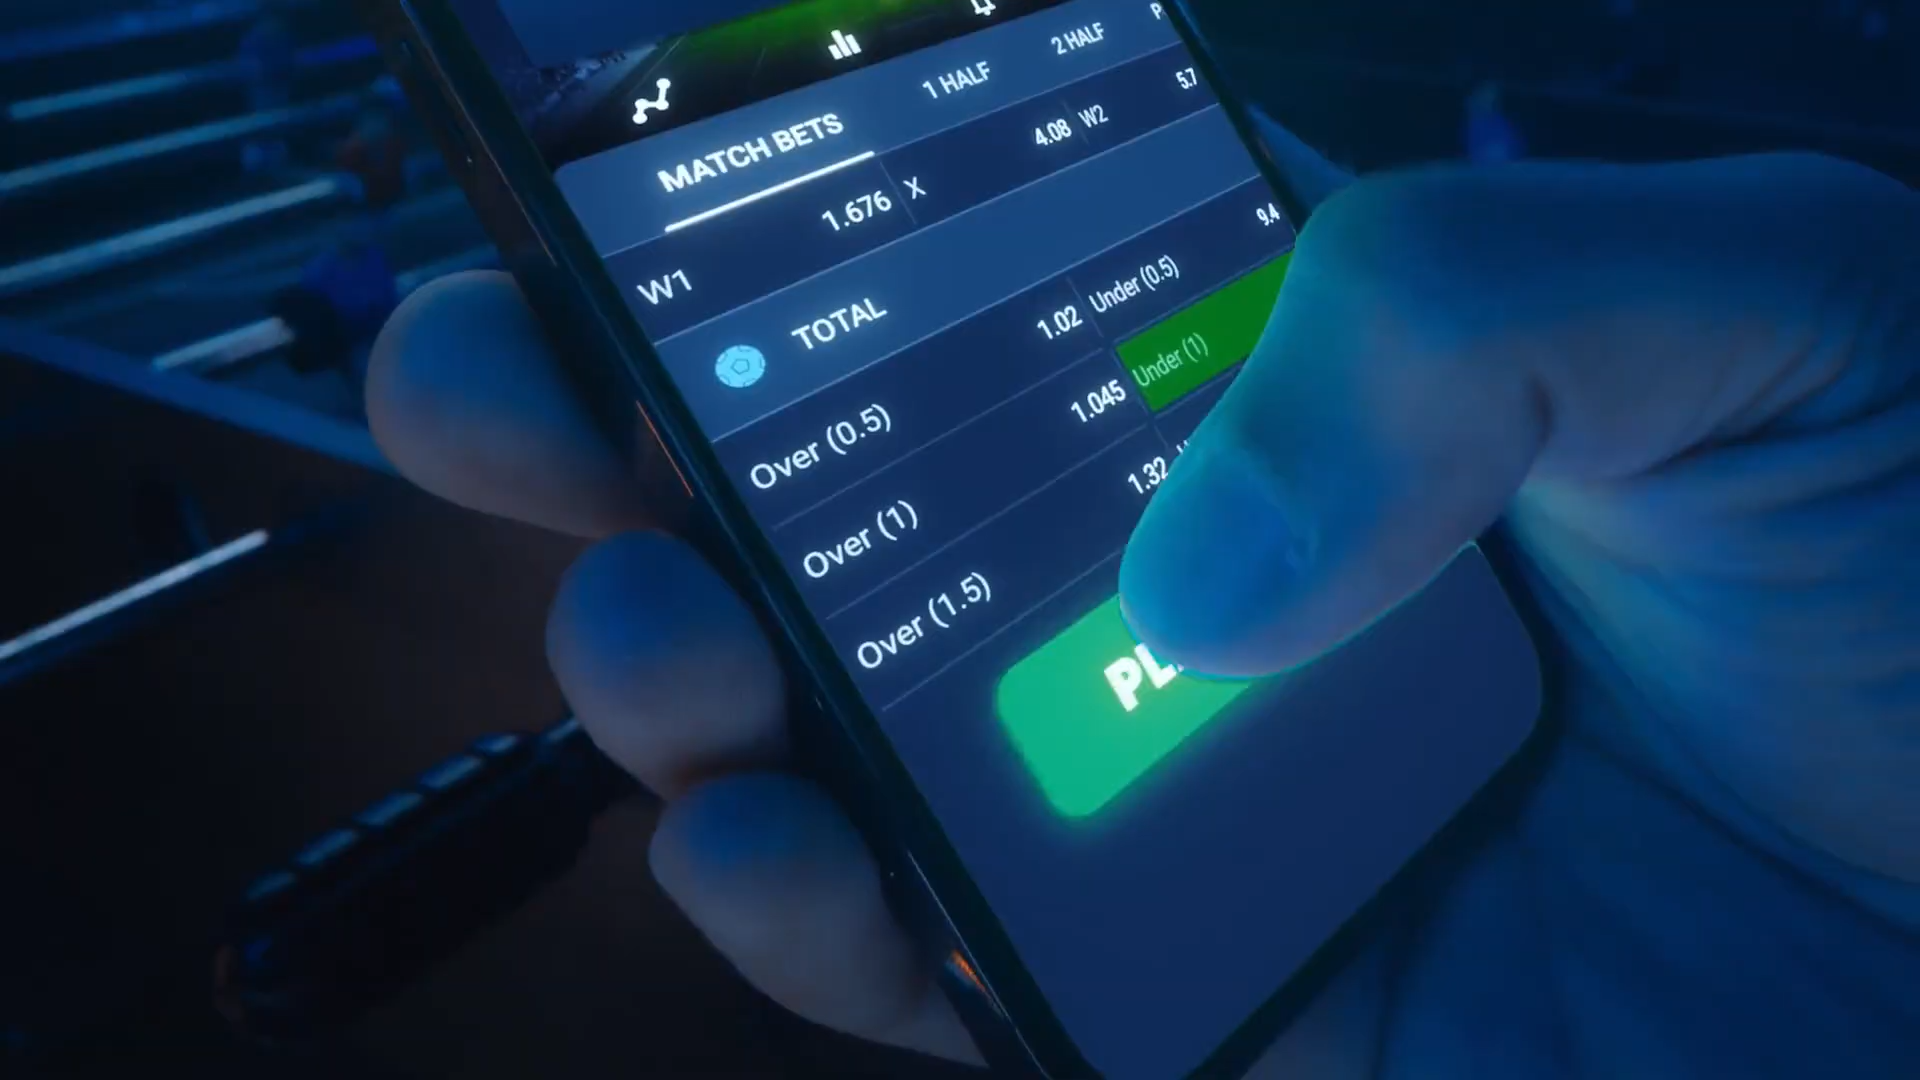 MATCH BETS 1 HALF 2 HALF
W1 1.676 X 4.08 W2 5.7
TOTAL
Over (0.5) 1.02 Under (0.5) 9.4
Over (1) 1.045 Under (1)
Over (1.5) 1.32